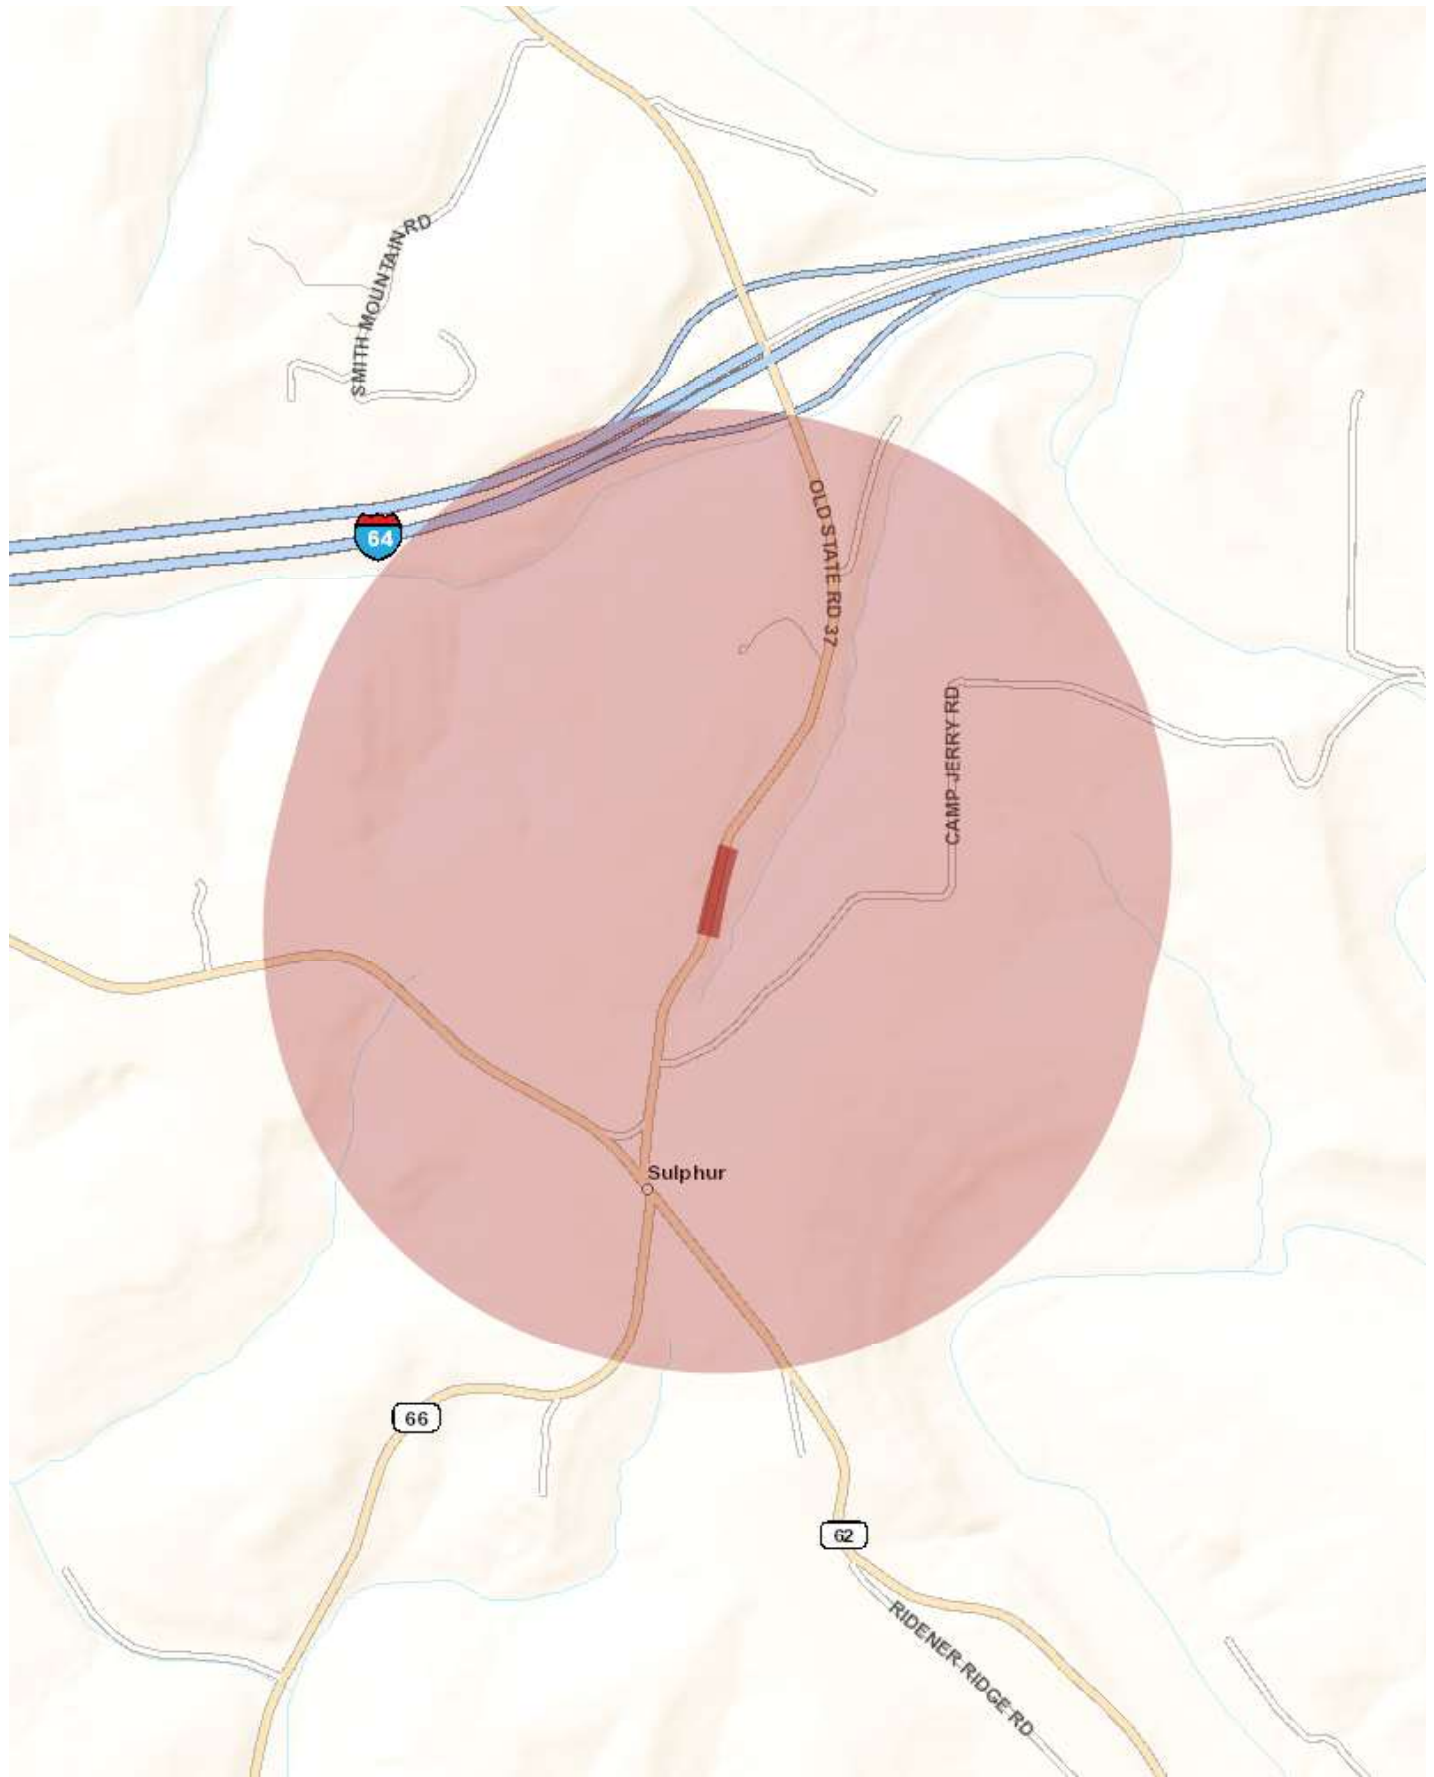 SMITH MOUNTAIN RD
64
OLD STATE RD 37
CAMP JERRY RD
Sulphur
66
62
RIDENER RIDGE RD